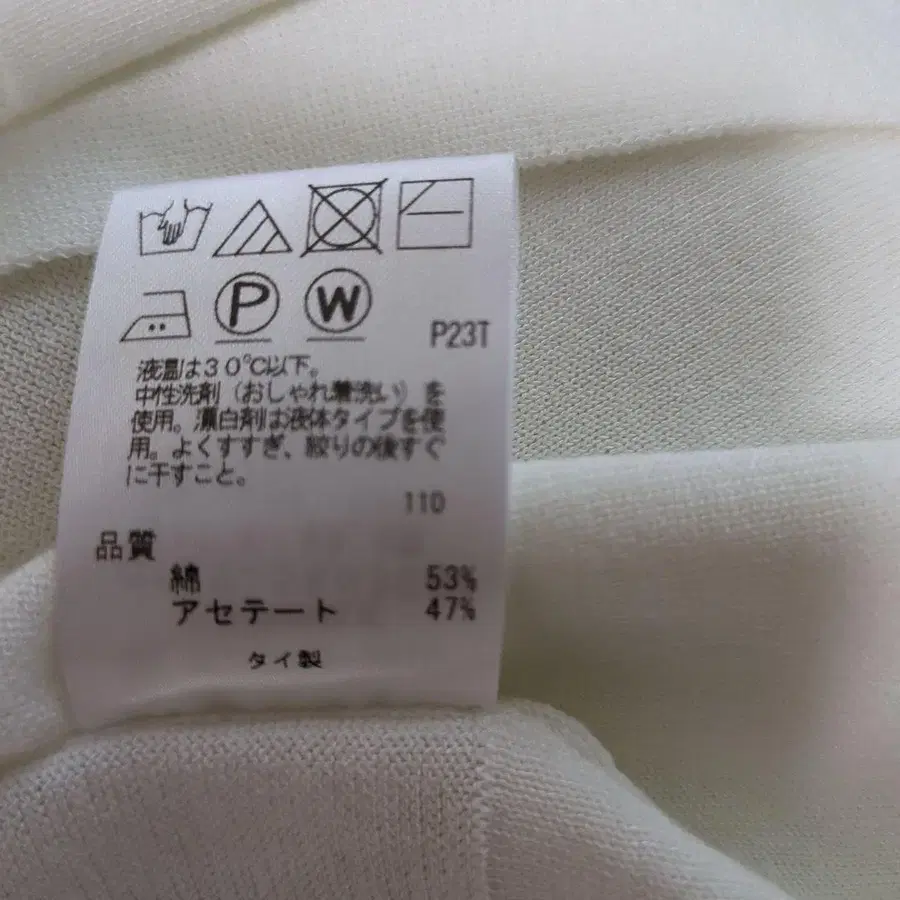 P
W
P23T
液温は30℃以下。
中性洗剤（おしゃれ着洗い）を
使用。漂白剤は液体タイプを使
用。よくすすぎ、絞りの後すぐ
に干すこと。
110
品質
綿 53%
アセテート 47%
タイ製